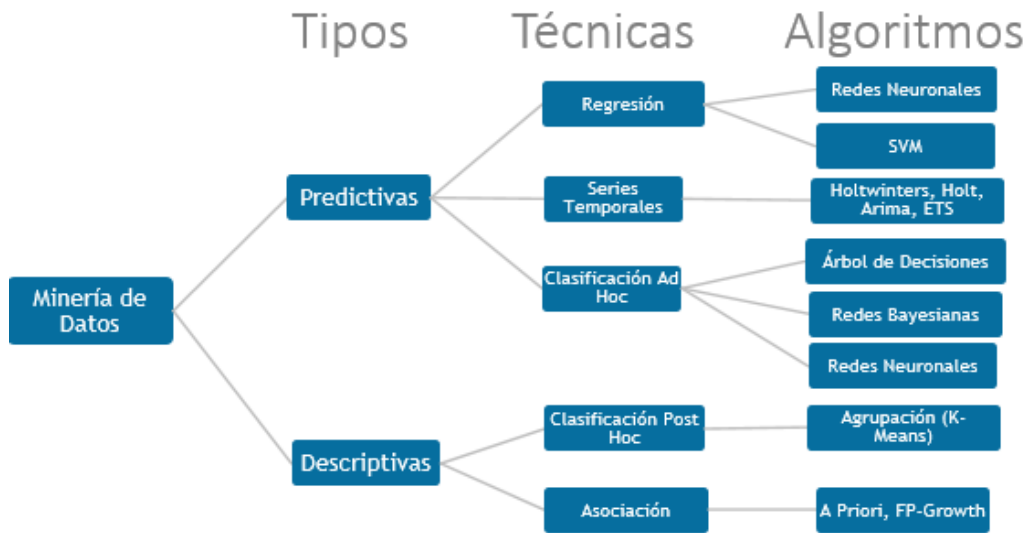 Tipos Técnicas Algoritmos
Regresión
Redes Neuronales
SVM
Predictivas
Series
Temporales
Holtwinters, Holt,
Arima, ETS
Clasificación Ad
Hoc
Árbol de Decisiones
Minería de
Datos
Redes Bayesianas
Redes Neuronales
Clasificación Post
Hoc
Agrupación (K-
Means)
Descriptivas
Asociación
A Priori, FP-Growth